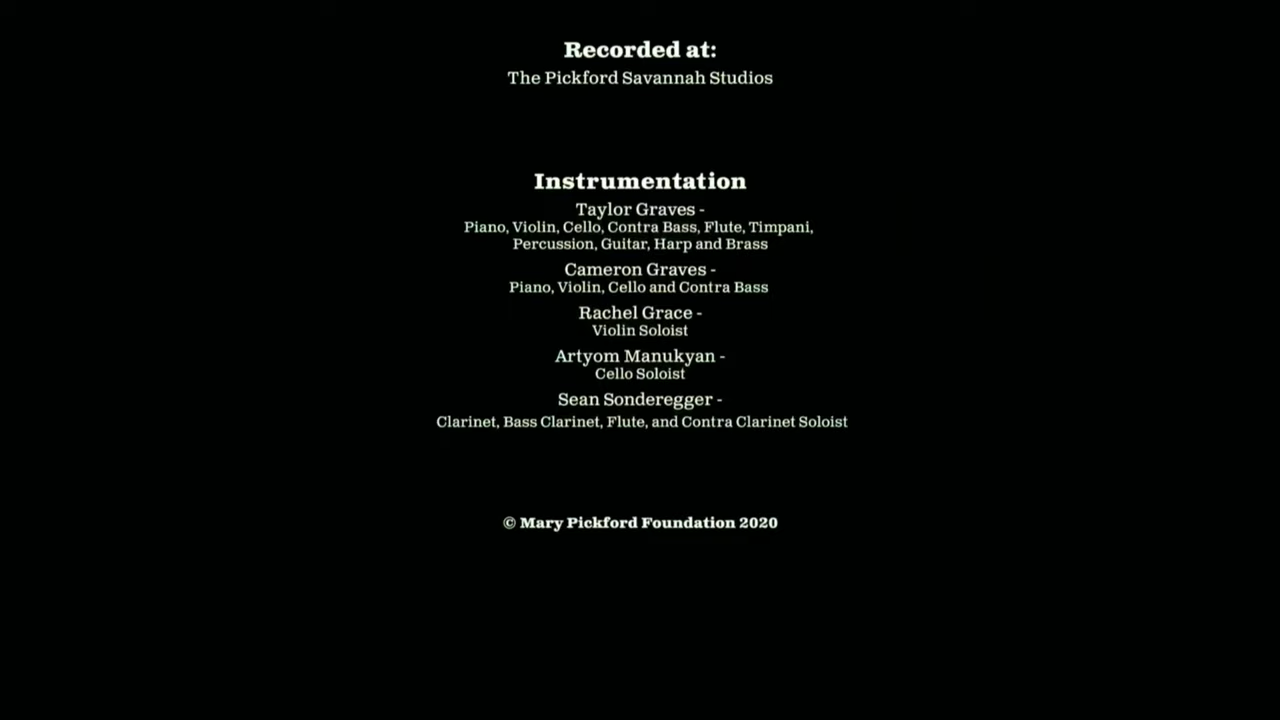 Recorded at:
The Pickford Savannah Studios
Instrumentation
Taylor Graves -
Piano, Violin, Cello, Contra Bass, Flute, Timpani,
Percussion, Guitar, Harp and Brass
Cameron Graves -
Piano, Violin, Cello and Contra Bass
Rachel Grace -
Violin Soloist
Artyom Manukyan -
Cello Soloist
Sean Sonderegger -
Clarinet, Bass Clarinet, Flute, and Contra Clarinet Soloist
© Mary Pickford Foundation 2020